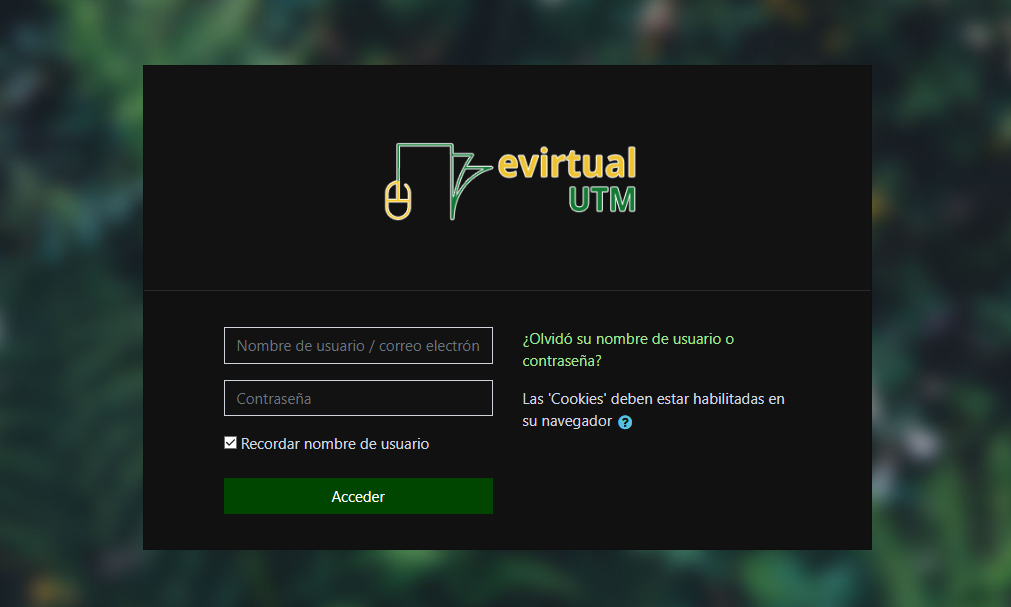 evirtual
UTM
Nombre de usuario / correo electrón
¿Olvidó su nombre de usuario o
contraseña?
Contraseña
Las 'Cookies' deben estar habilitadas en
su navegador ?
Recordar nombre de usuario
Acceder